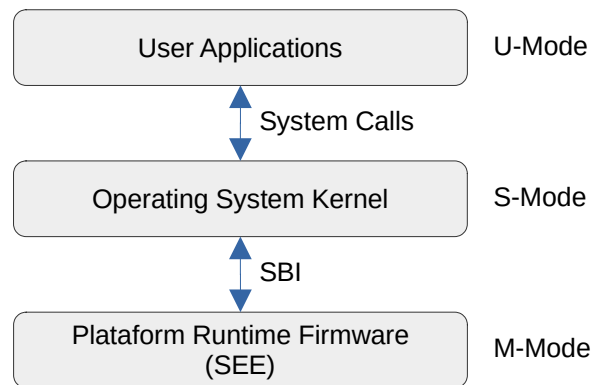 User Applications
U-Mode
System Calls
Operating System Kernel
S-Mode
SBI
Plataform Runtime Firmware
(SEE)
M-Mode